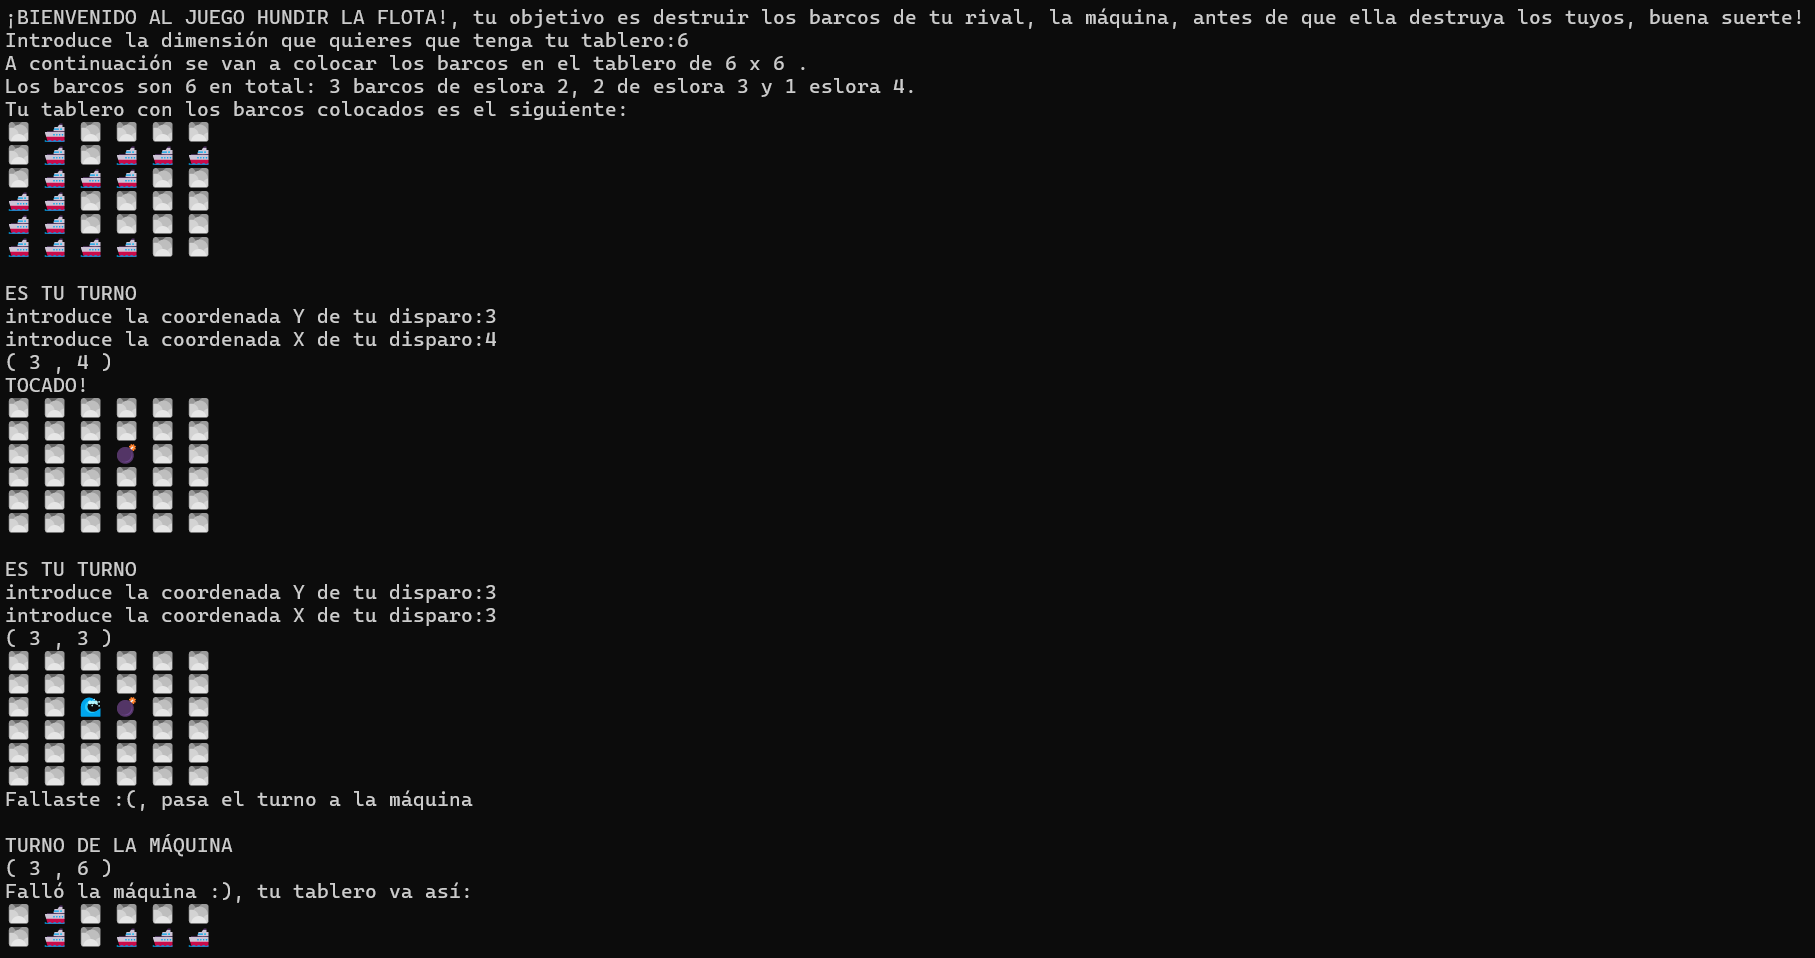 ¡BIENVENIDO AL JUEGO HUNDIR LA FLOTA!, tu objetivo es destruir los barcos de tu rival, la máquina, antes de que ella destruya los tuyos, buena suerte!
Introduce la dimensión que quieres que tenga tu tablero:6
A continuación se van a colocar los barcos en el tablero de 6 x 6 .
Los barcos son 6 en total: 3 barcos de eslora 2, 2 de eslora 3 y 1 eslora 4.
Tu tablero con los barcos colocados es el siguiente:
ES TU TURNO
introduce la coordenada Y de tu disparo:3
introduce la coordenada X de tu disparo:4
( 3 , 4 )
TOCADO!
ES TU TURNO
introduce la coordenada Y de tu disparo:3
introduce la coordenada X de tu disparo:3
( 3 , 3 )
Fallaste :(, pasa el turno a la máquina
TURNO DE LA MÁQUINA
( 3 , 6 )
Falló la máquina :), tu tablero va así: